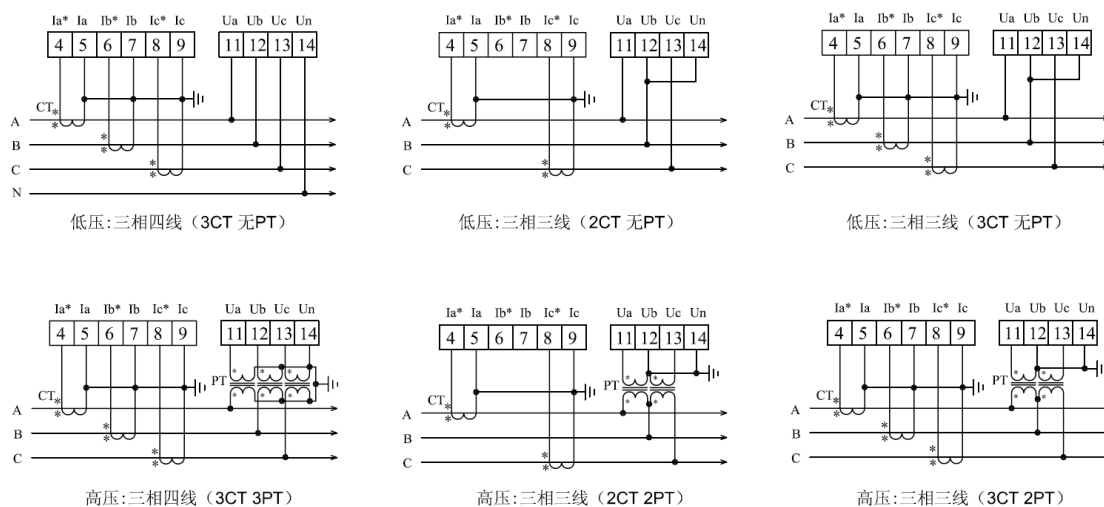 Ia* Ia Ib* Ib Ic* Ic Ua Ub Uc Un
4 5 6 7 8 9 11 12 13 14
CT * *
A
* *
B
* *
C
N
低压:三相四线（3CT 无PT）
Ia* Ia Ib* Ib Ic* Ic Ua Ub Uc Un
4 5 6 7 8 9 11 12 13 14
CT * *
A
B
* *
C
低压:三相三线（2CT 无PT）
Ia* Ia Ib* Ib Ic* Ic Ua Ub Uc Un
4 5 6 7 8 9 11 12 13 14
CT * *
A
* *
B
* *
C
低压:三相三线（3CT 无PT）
Ia* Ia Ib* Ib Ic* Ic Ua Ub Uc Un
4 5 6 7 8 9 11 12 13 14
* * *
PT
* * *
CT * *
A
* *
B
* *
C
高压:三相四线（3CT 3PT）
Ia* Ia Ib* Ib Ic* Ic Ua Ub Uc Un
4 5 6 7 8 9 11 12 13 14
* *
PT
* *
CT * *
A
B
* *
C
高压:三相三线（2CT 2PT）
Ia* Ia Ib* Ib Ic* Ic Ua Ub Uc Un
4 5 6 7 8 9 11 12 13 14
* *
PT
* *
CT * *
A
* *
B
* *
C
高压:三相三线（3CT 2PT）